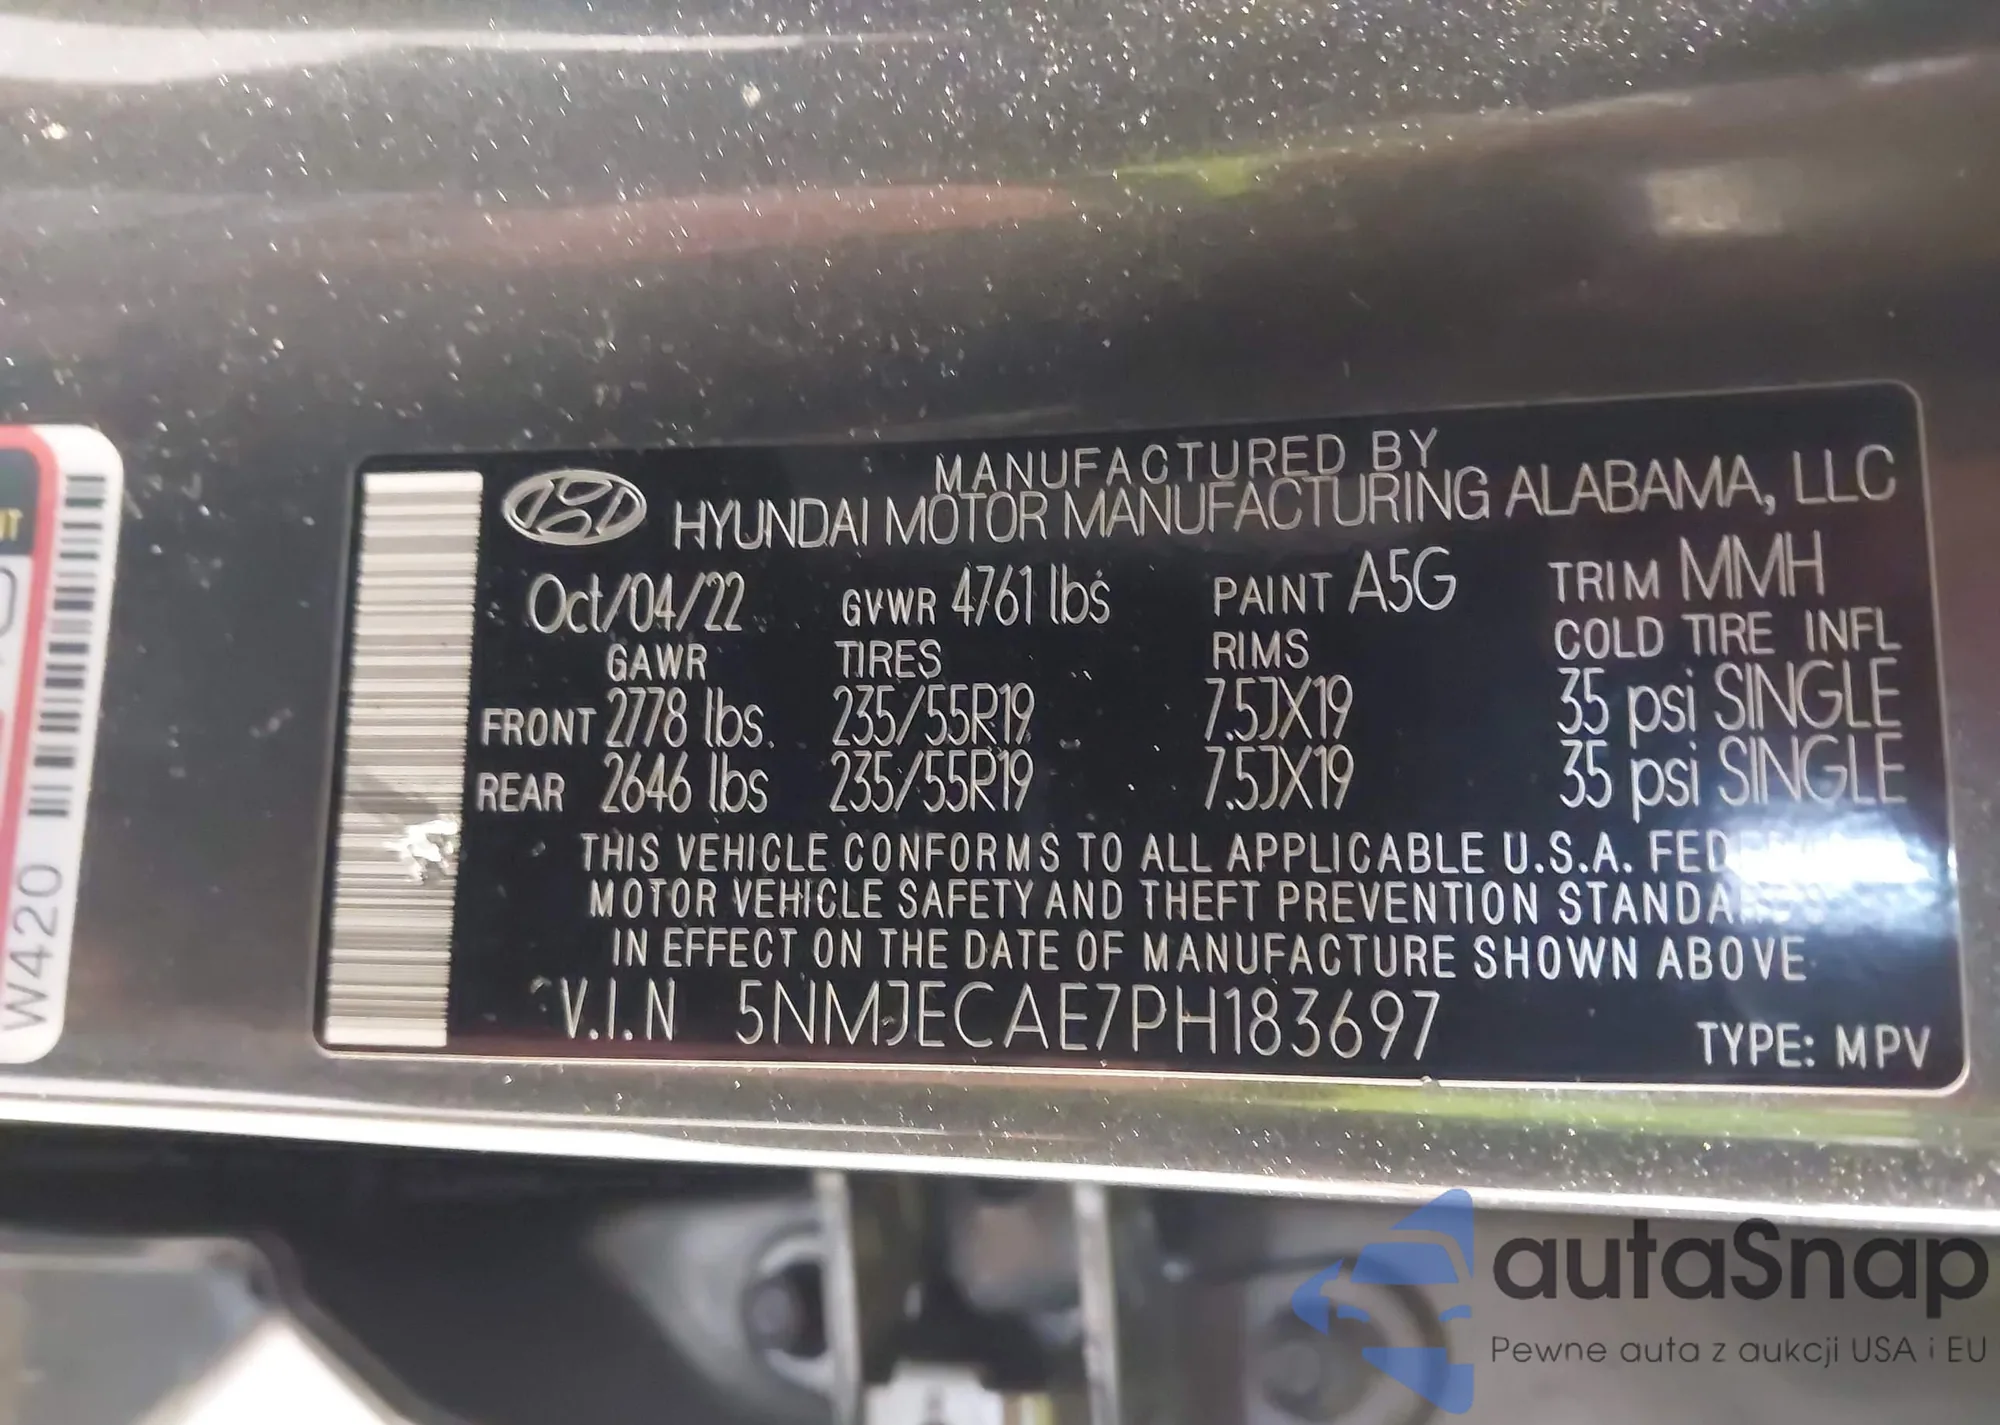 MANUFACTURED BY
HYUNDAI MOTOR MANUFACTURING ALABAMA, LLC
Oct/04/22 GVWR 4761 lbs PAINT A5G TRIM MMH
GAWR TIRES RIMS COLD TIRE INFL
FRONT 2778 lbs. 235/55R19 7.5JX19 35 psi SINGLE
REAR 2646 lbs 235/55R19 7.5JX19 35 psi SINGLE
THIS VEHICLE CONFORMS TO ALL APPLICABLE U.S.A. FEDERAL
MOTOR VEHICLE SAFETY AND THEFT PREVENTION STANDARDS
IN EFFECT ON THE DATE OF MANUFACTURE SHOWN ABOVE
V.I.N 5NMJECAE7PH183697 TYPE: MPV
W420
autaSnap
Pewne auta z aukcji USA i EU